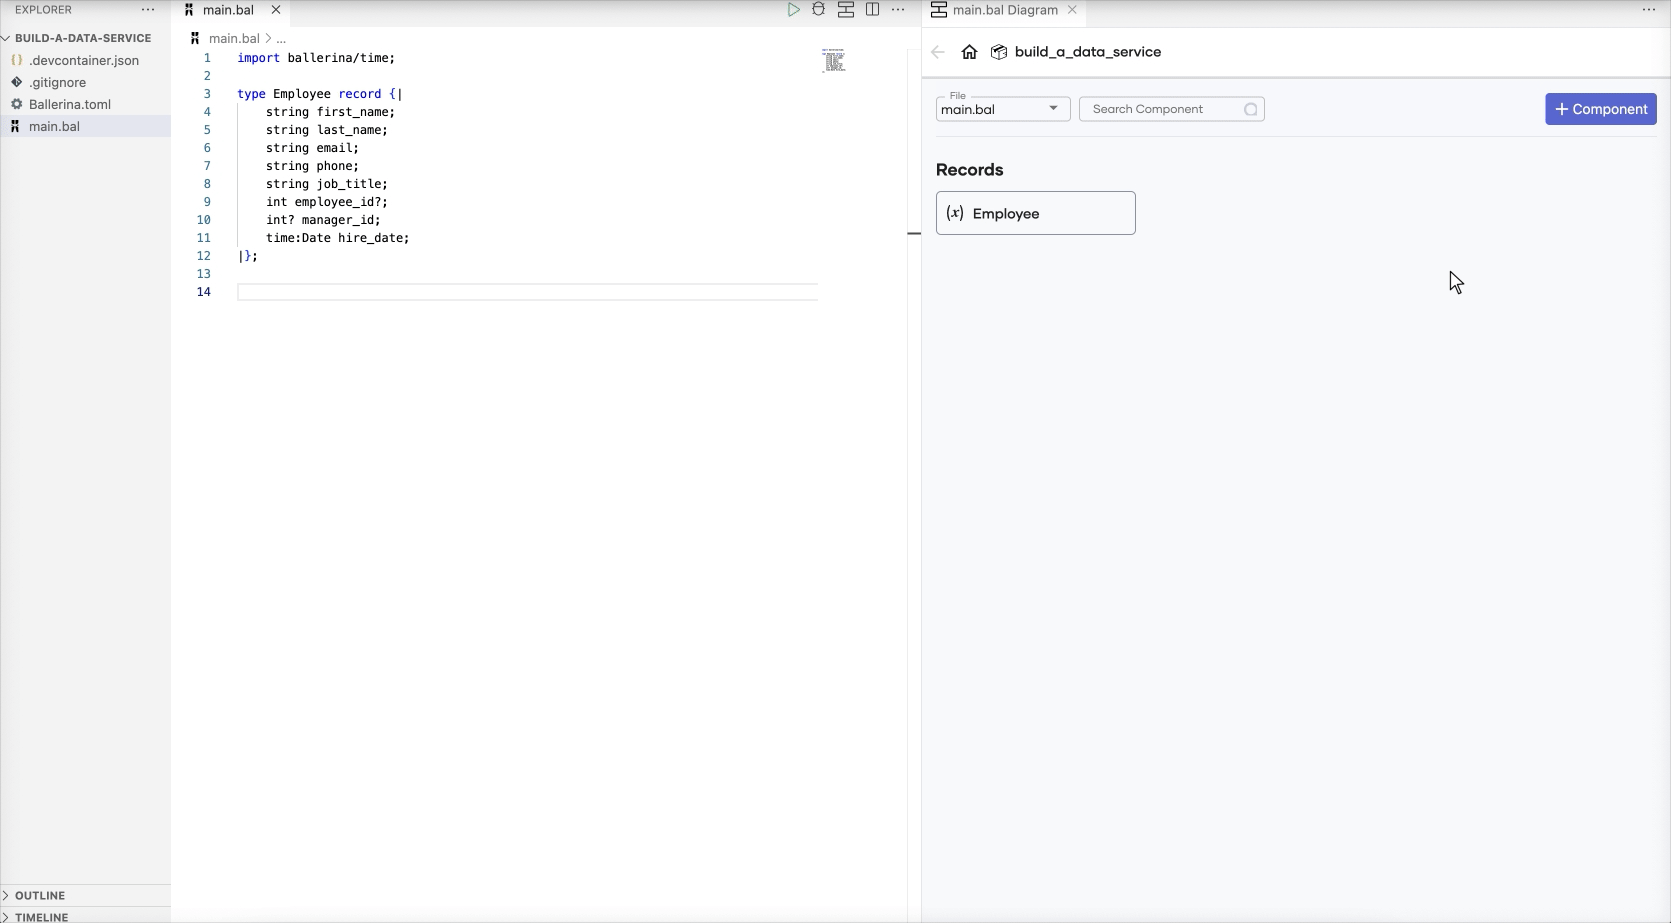 EXPLORER ...
BUILD-A-DATA-SERVICE
{} .devcontainer.json
.gitignore
Ballerina.toml
main.bal
OUTLINE
TIMELINE
main.bal
main.bal > ...
1 import ballerina/time;
2
3 type Employee record {|
4 string first_name;
5 string last_name;
6 string email;
7 string phone;
8 string job_title;
9 int employee_id?;
10 int? manager_id;
11 time:Date hire_date;
12 |};
13
14
main.bal Diagram
build_a_data_service
File
main.bal
Search Component
+ Component
Records
(x) Employee